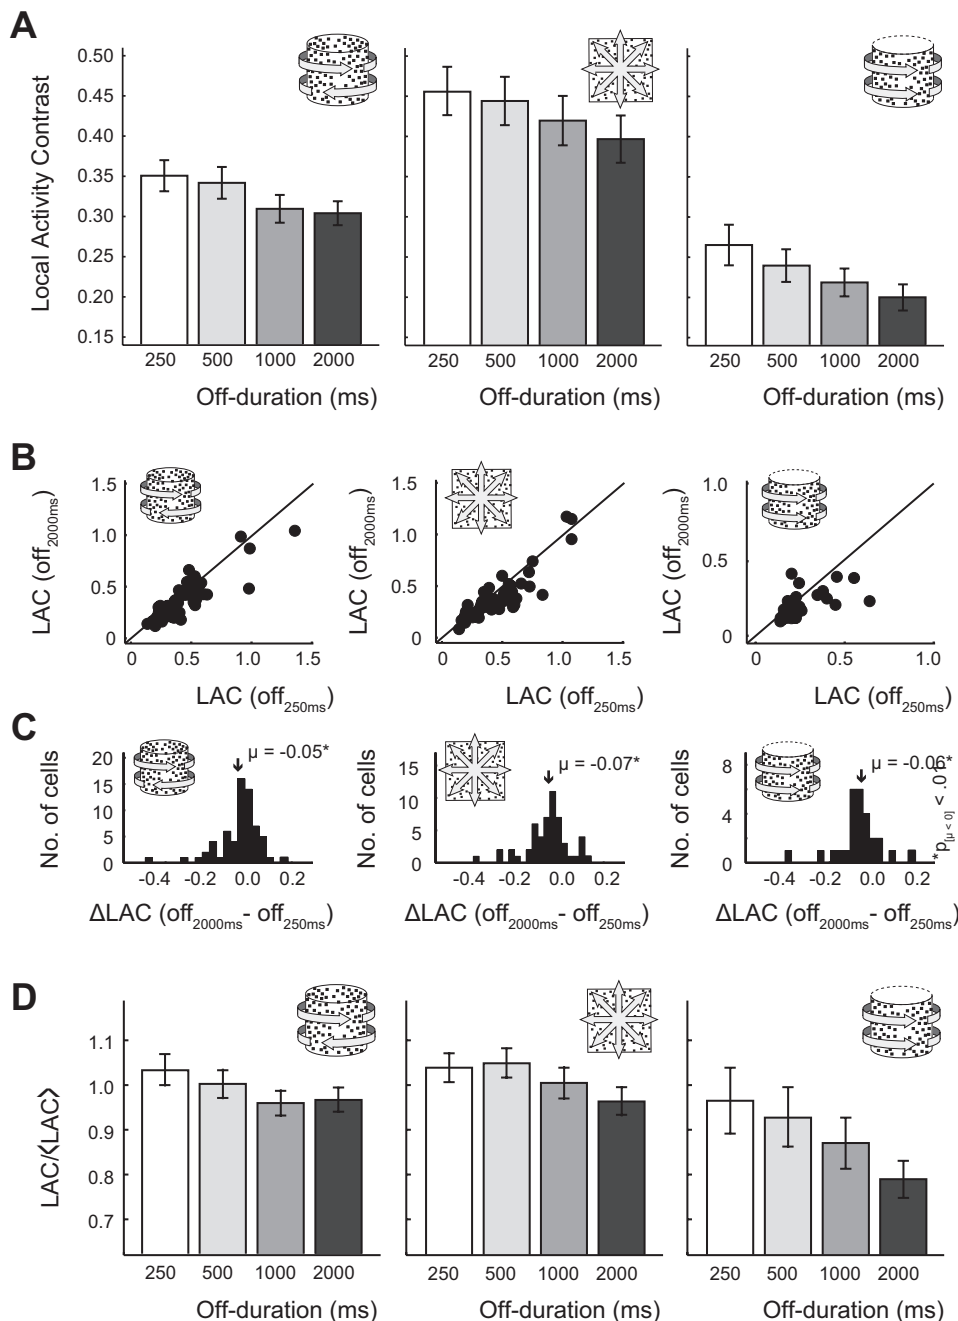 A
Local Activity Contrast
0.50
0.45
0.40
0.35
0.30
0.25
0.20
0.15
250 500 1000 2000
250 500 1000 2000
250 500 1000 2000
Off-duration (ms)
Off-duration (ms)
Off-duration (ms)
B
LAC (off2000ms)
1.5
1.0
0.5
0
0 0.5 1.0 1.5
LAC (off250ms)
LAC (off2000ms)
1.5
1.0
0.5
0
0 0.5 1.0 1.5
LAC (off250ms)
LAC (off2000ms)
1.0
0.5
0
0 0.5 1.0
LAC (off250ms)
C
No. of cells
20
15
10
5
0
μ = -0.05*
-0.4 -0.2 0.0 0.2
ΔLAC (off2000ms- off250ms)
No. of cells
15
10
5
0
μ = -0.07*
-0.4 -0.2 0.0 0.2
ΔLAC (off2000ms- off250ms)
No. of cells
8
4
0
μ = -0.06*
-0.4 -0.2 0.0 0.2
ΔLAC (off2000ms- off250ms)
*p[μ < 0] < .01
D
LAC/⟨LAC⟩
1.1
1.0
0.9
0.8
0.7
250 500 1000 2000
250 500 1000 2000
250 500 1000 2000
Off-duration (ms)
Off-duration (ms)
Off-duration (ms)